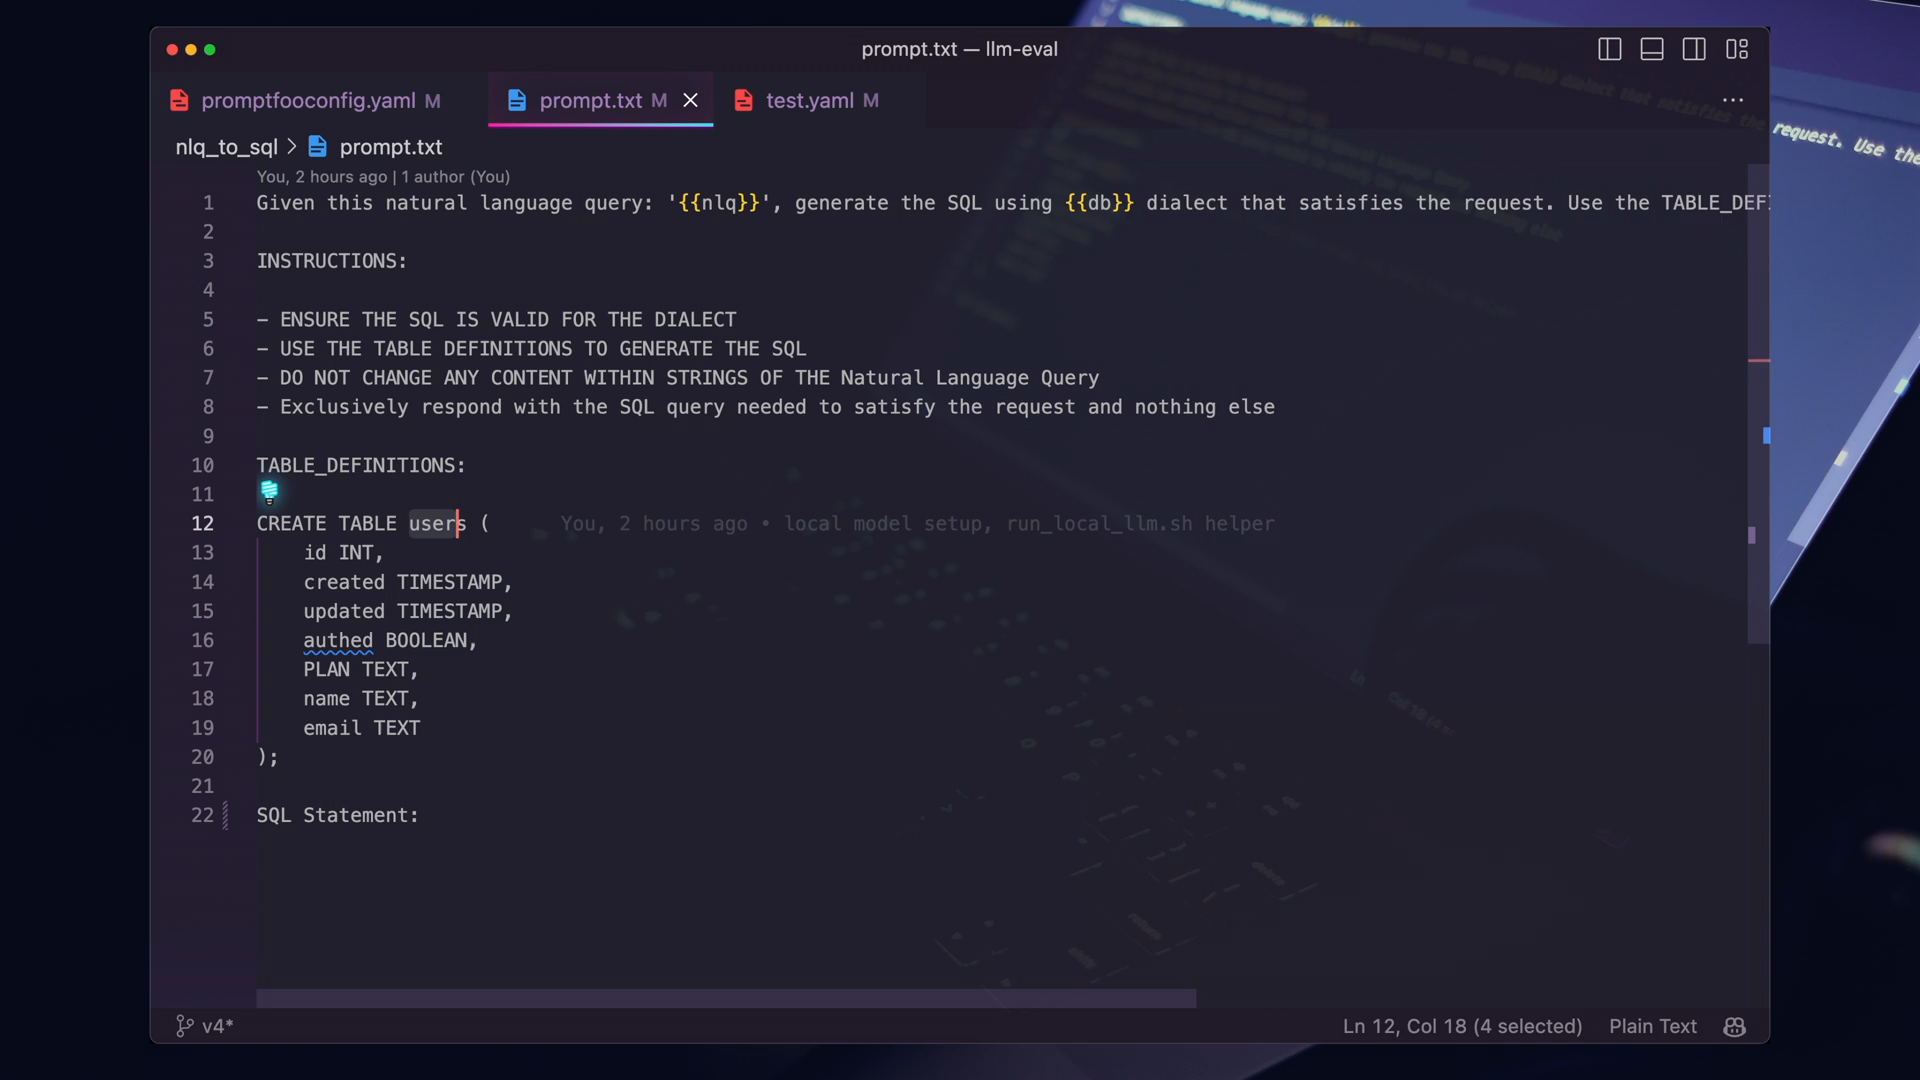 prompt.txt — llm-eval
promptfooconfig.yaml M
prompt.txt M
test.yaml M
nlq_to_sql > prompt.txt
You, 2 hours ago | 1 author (You)
1 Given this natural language query: '{{nlq}}', generate the SQL using {{db}} dialect that satisfies the request. Use the TABLE_DEFI
2
3 INSTRUCTIONS:
4
5 – ENSURE THE SQL IS VALID FOR THE DIALECT
6 – USE THE TABLE DEFINITIONS TO GENERATE THE SQL
7 – DO NOT CHANGE ANY CONTENT WITHIN STRINGS OF THE Natural Language Query
8 – Exclusively respond with the SQL query needed to satisfy the request and nothing else
9
10 TABLE_DEFINITIONS:
11
12 CREATE TABLE users ( You, 2 hours ago • local model setup, run_local_llm.sh helper
13 id INT,
14 created TIMESTAMP,
15 updated TIMESTAMP,
16 authed BOOLEAN,
17 PLAN TEXT,
18 name TEXT,
19 email TEXT
20 );
21
22 SQL Statement:
v4*
Ln 12, Col 18 (4 selected)
Plain Text
request. Use the